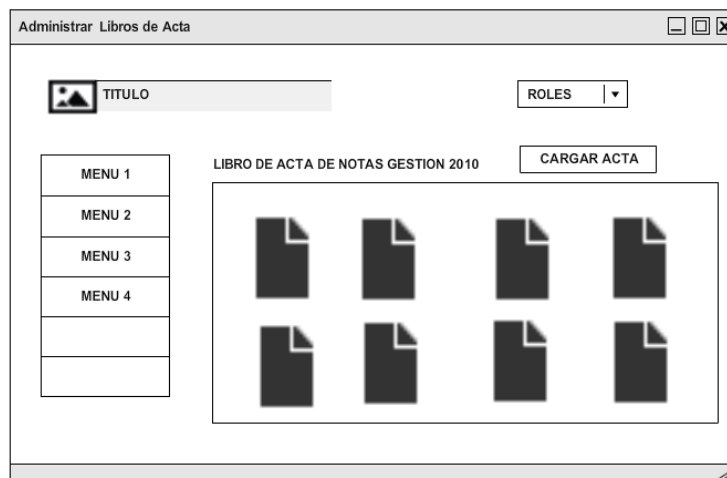 Administrar Libros de Acta
TITULO
ROLES
LIBRO DE ACTA DE NOTAS GESTION 2010
CARGAR ACTA
MENU 1
MENU 2
MENU 3
MENU 4